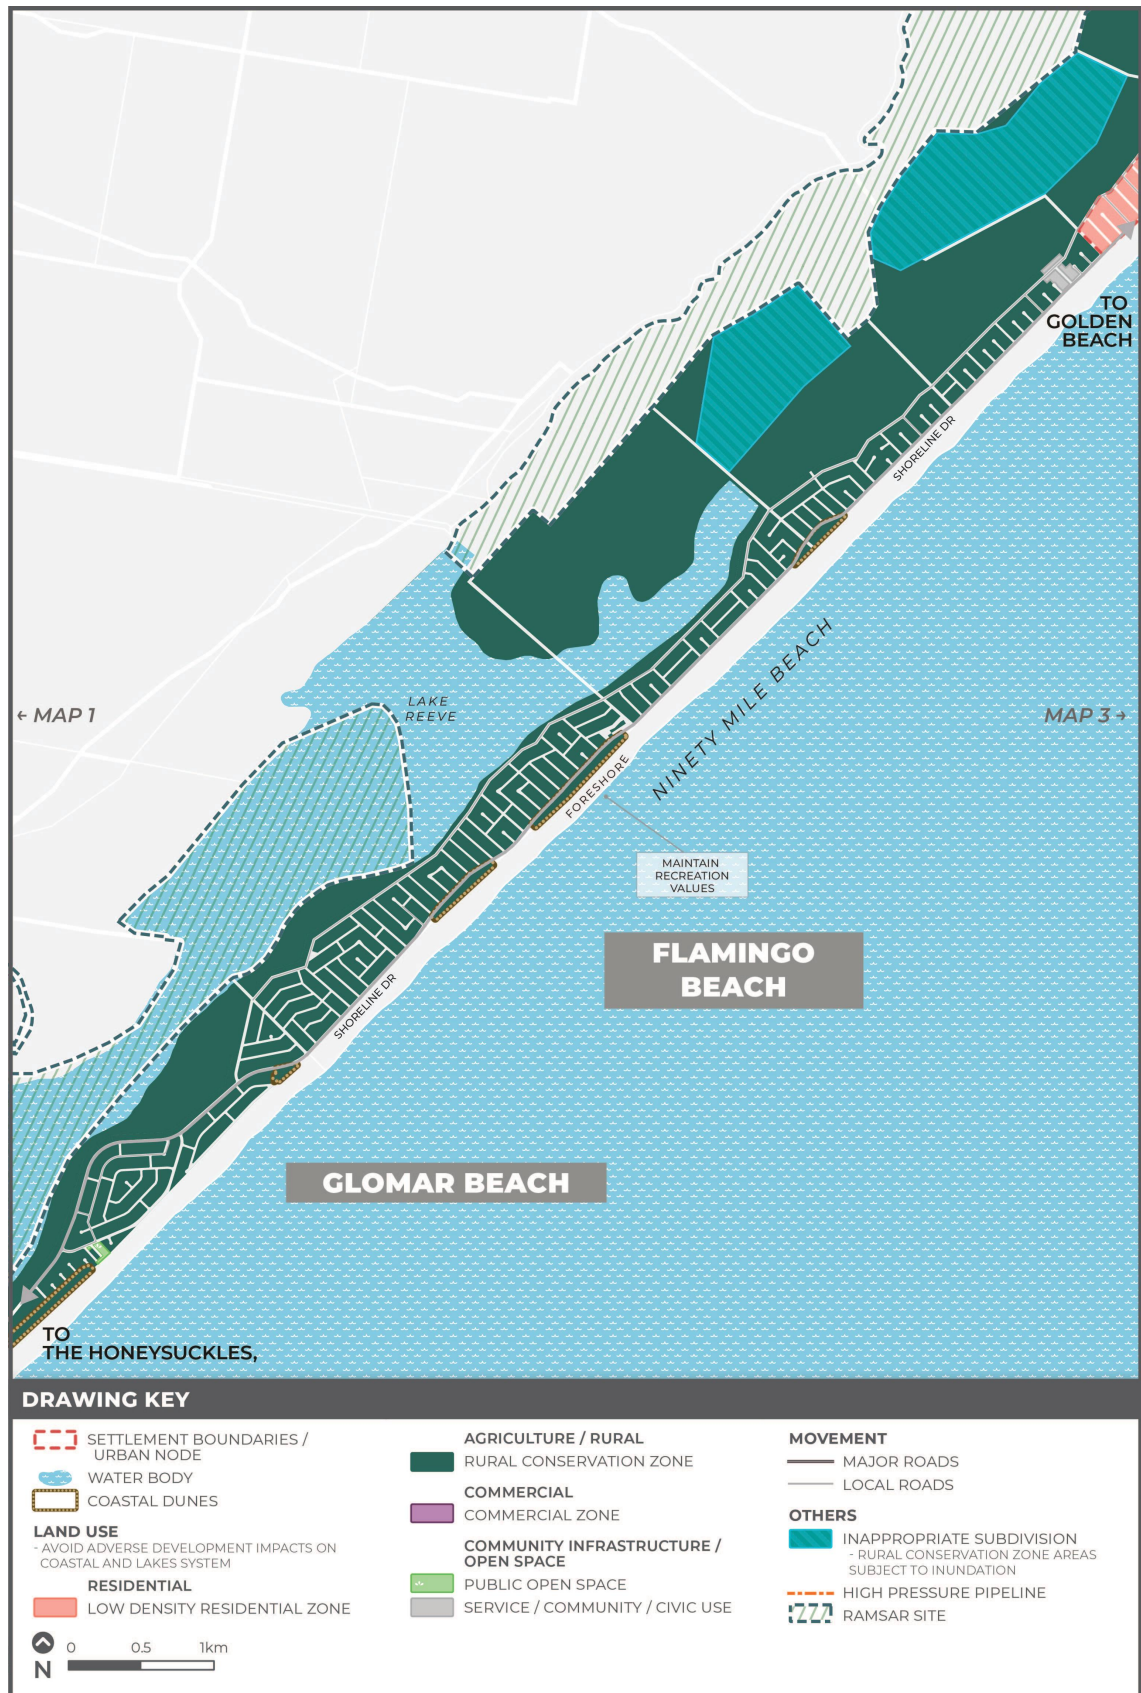 TO
GOLDEN
BEACH
SHORELINE DR
NINETY MILE BEACH
LAKE
REEVE
← MAP 1
MAP 3 →
FORESHORE
MAINTAIN
RECREATION
VALUES
FLAMINGO
BEACH
SHORELINE DR
GLOMAR BEACH
TO
THE HONEYSUCKLES,
DRAWING KEY
SETTLEMENT BOUNDARIES /
URBAN NODE
WATER BODY
COASTAL DUNES
LAND USE
- AVOID ADVERSE DEVELOPMENT IMPACTS ON
COASTAL AND LAKES SYSTEM
RESIDENTIAL
LOW DENSITY RESIDENTIAL ZONE
0 0.5 1km
N
AGRICULTURE / RURAL
RURAL CONSERVATION ZONE
COMMERCIAL
COMMERCIAL ZONE
COMMUNITY INFRASTRUCTURE /
OPEN SPACE
PUBLIC OPEN SPACE
SERVICE / COMMUNITY / CIVIC USE
MOVEMENT
MAJOR ROADS
LOCAL ROADS
OTHERS
INAPPROPRIATE SUBDIVISION
- RURAL CONSERVATION ZONE AREAS
SUBJECT TO INUNDATION
HIGH PRESSURE PIPELINE
RAMSAR SITE